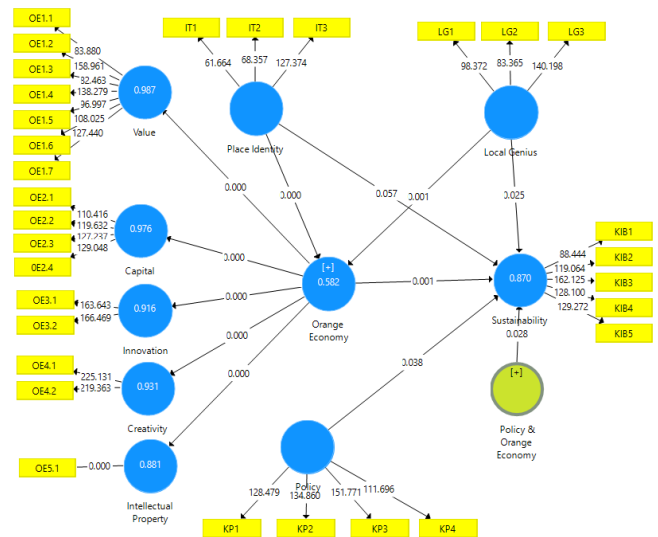 OE1.1
OE1.2
OE1.3
OE1.4
OE1.5
OE1.6
OE1.7
83.880
158.961
82.463
138.279
96.997
108.025
127.440
0.987
Value
IT1
IT2
IT3
61.664
68.357
127.374
Place Identity
LG1
LG2
LG3
98.372
83.365
140.198
Local Genius
0.000
0.000
0.057
0.001
0.025
OE2.1
OE2.2
OE2.3
0E2.4
110.416
119.632
127.237
129.048
0.976
Capital
0.000
[+]
0.582
Orange
Economy
0.001
0.870
Sustainability
88.444
119.064
162.125
128.100
129.272
KIB1
KIB2
KIB3
KIB4
KIB5
OE3.1
OE3.2
163.643
166.469
0.916
Innovation
0.000
0.028
OE4.1
OE4.2
225.131
219.363
0.931
Creativity
0.000
0.000
0.038
[+]
Policy &
Orange
Economy
OE5.1
0.000
0.881
Intellectual
Property
Policy
128.479
134.860
151.771
111.696
KP1
KP2
KP3
KP4